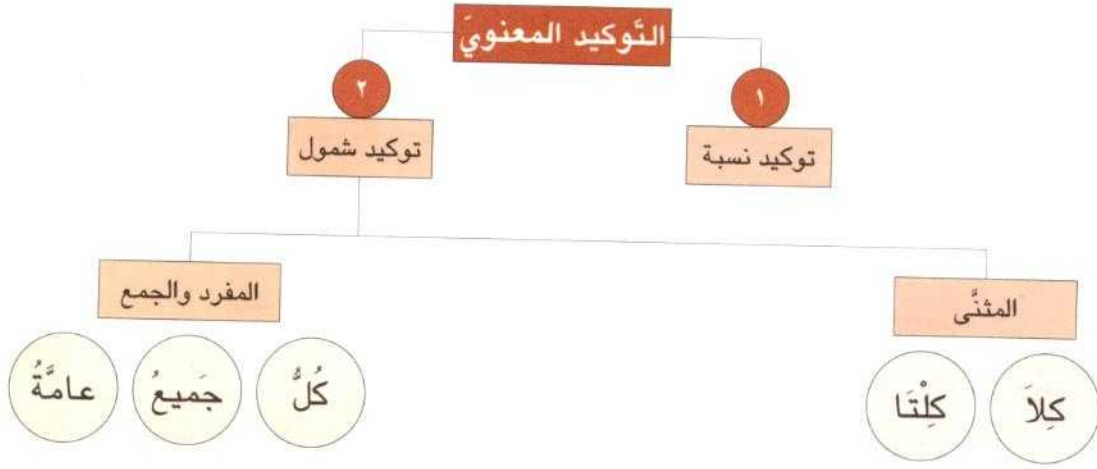 التَّوكيد المعنويَ
١
٢
توكيد نسبة
توكيد شمول
المثنَّى
المفرد والجمع
كِلاَ
كِلْتَا
كُلُّ
جَميعُ
عامَّةُ